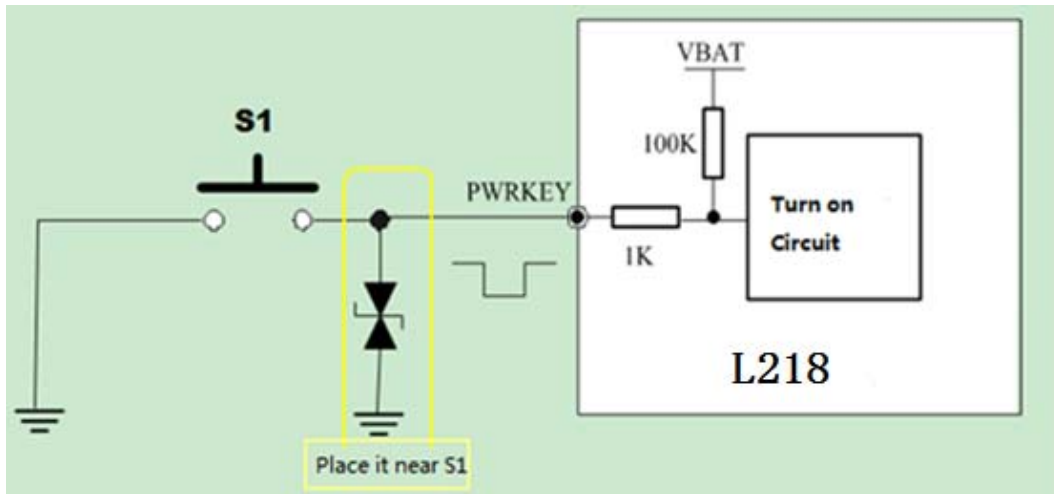 S1
VBAT
100K
PWRKEY
1K
Turn on
Circuit
L218
Place it near S1